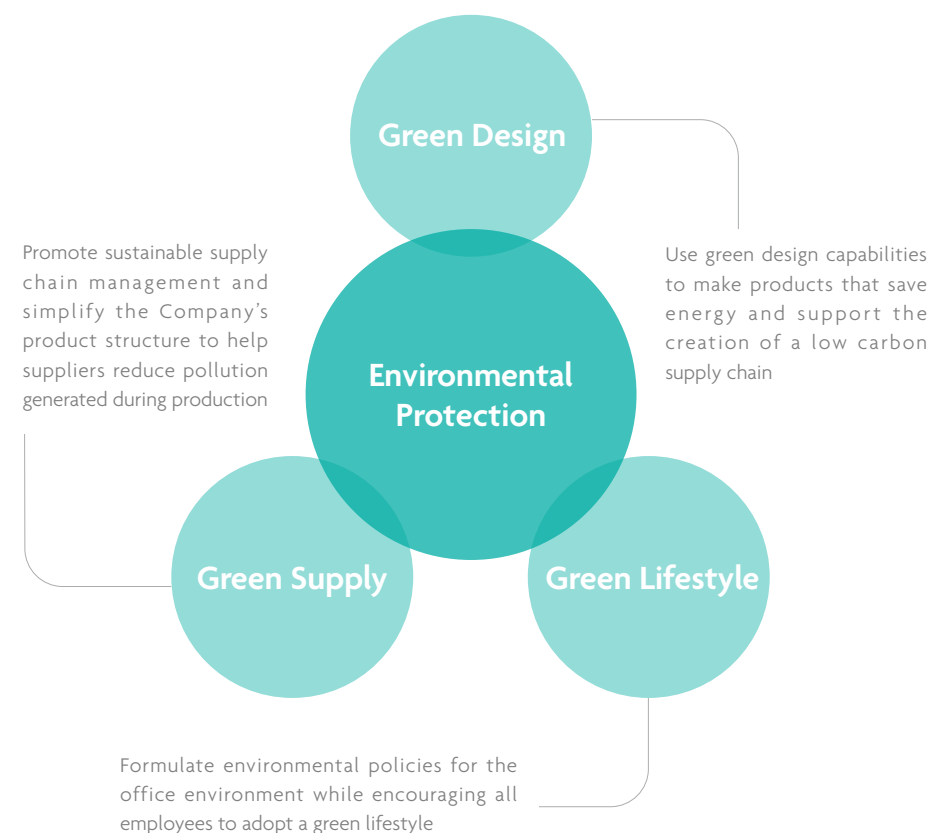 Green Design
Promote sustainable supply
chain management and
simplify the Company's
product structure to help
suppliers reduce pollution
generated during production
Use green design capabilities
to make products that save
energy and support the
creation of a low carbon
supply chain
Environmental
Protection
Green Supply
Green Lifestyle
Formulate environmental policies for the
office environment while encouraging all
employees to adopt a green lifestyle